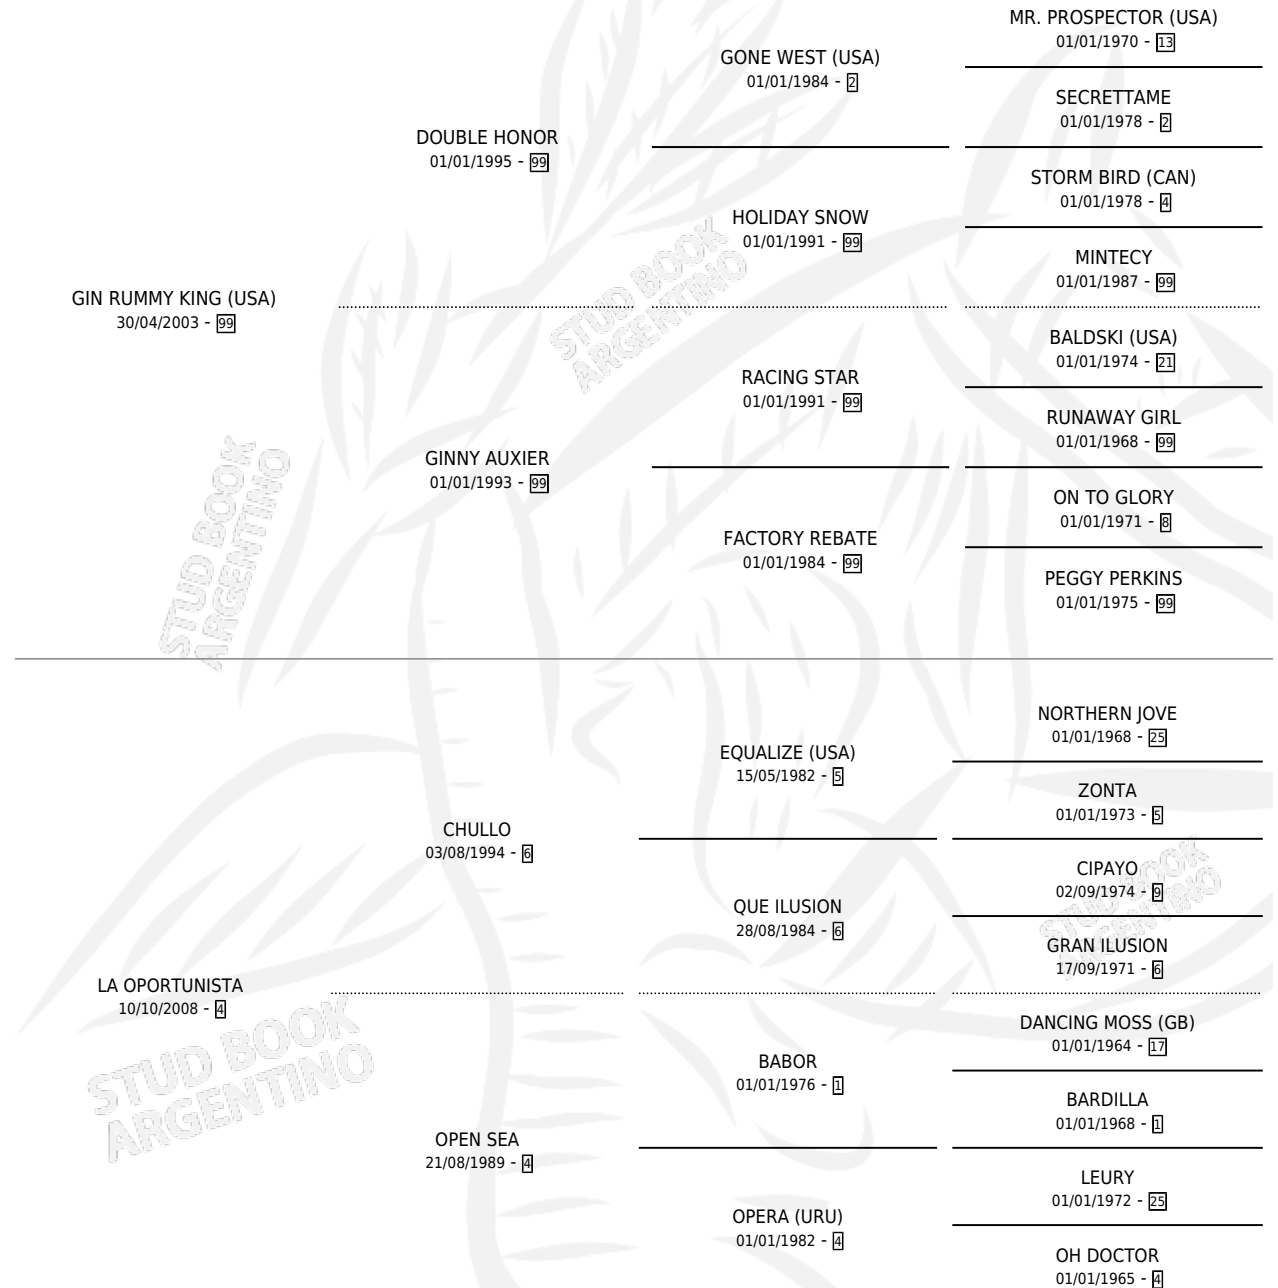 MR. PROSPECTOR (USA)
01/01/1970 - 13
GONE WEST (USA)
01/01/1984 - 2
SECRETTAME
01/01/1978 - 2
DOUBLE HONOR
01/01/1995 - 99
STORM BIRD (CAN)
01/01/1978 - 4
HOLIDAY SNOW
01/01/1991 - 99
MINTECY
01/01/1987 - 99
GIN RUMMY KING (USA)
30/04/2003 - 99
BALDSKI (USA)
01/01/1974 - 21
RACING STAR
01/01/1991 - 99
RUNAWAY GIRL
01/01/1968 - 99
GINNY AUXIER
01/01/1993 - 99
ON TO GLORY
01/01/1971 - 8
FACTORY REBATE
01/01/1984 - 99
PEGGY PERKINS
01/01/1975 - 99
NORTHERN JOVE
01/01/1968 - 25
EQUALIZE (USA)
15/05/1982 - 5
ZONTA
01/01/1973 - 5
CHULLO
03/08/1994 - 6
CIPAYO
02/09/1974 - 9
QUE ILUSION
28/08/1984 - 6
GRAN ILUSION
17/09/1971 - 6
LA OPORTUNISTA
10/10/2008 - 4
DANCING MOSS (GB)
01/01/1964 - 17
BABOR
01/01/1976 - 1
BARDILLA
01/01/1968 - 1
OPEN SEA
21/08/1989 - 4
LEURY
01/01/1972 - 25
OPERA (URU)
01/01/1982 - 4
OH DOCTOR
01/01/1965 - 4
STUD BOOK
ARGENTINO
STUD BOOK
ARGENTINO
STUD BOOK
ARGENTINO
STUD BOOK
ARGENTINO